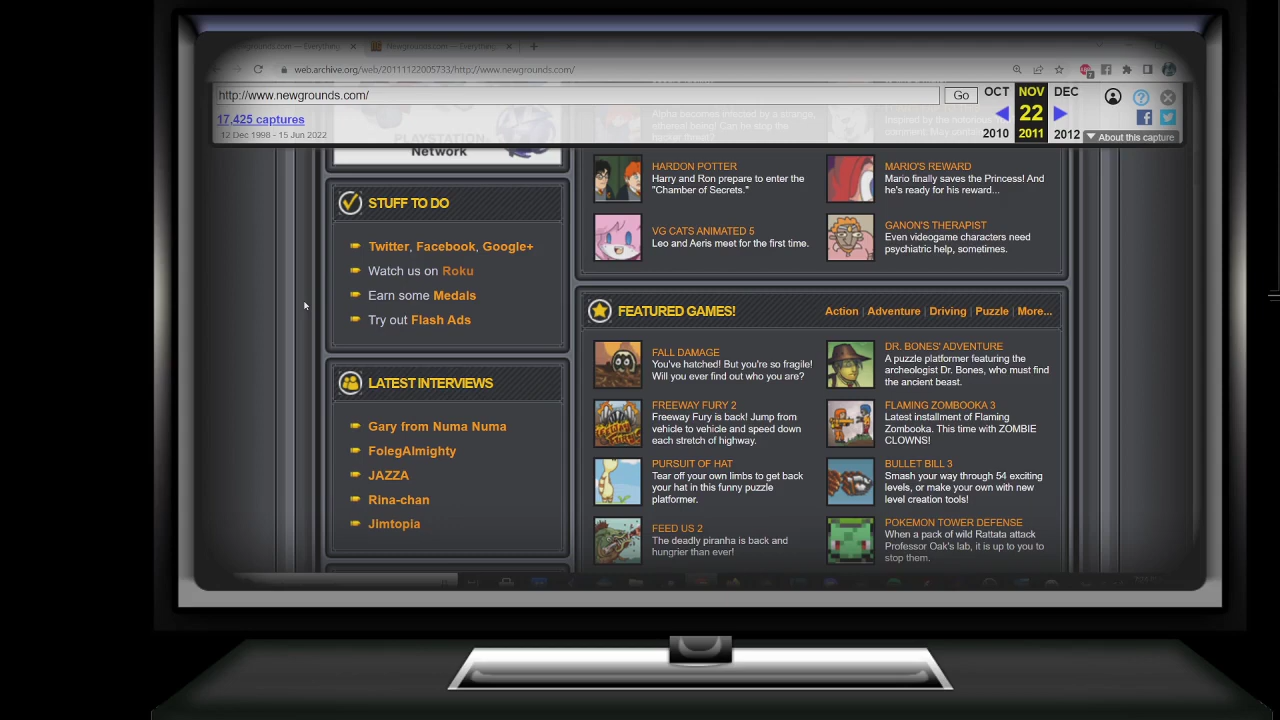 Newgrounds.com — Everything
web.archive.org/web/20111122005733/http://www.newgrounds.com/
http://www.newgrounds.com/
Go
OCT
NOV
DEC
17,425 captures
22
12 Dec 1998 - 15 Jun 2022
2010
2011
2012
About this capture
PLAYSTATION
Network
STUFF TO DO
Twitter, Facebook, Google+
Watch us on Roku
Earn some Medals
Try out Flash Ads
LATEST INTERVIEWS
Gary from Numa Numa
FolegAlmighty
JAZZA
Rina-chan
Jimtopia
HARDON POTTER
Harry and Ron prepare to enter the
"Chamber of Secrets."
MARIO'S REWARD
Mario finally saves the Princess! And
he's ready for his reward...
VG CATS ANIMATED 5
Leo and Aeris meet for the first time.
GANON'S THERAPIST
Even videogame characters need
psychiatric help, sometimes.
FEATURED GAMES!
Action | Adventure | Driving | Puzzle | More...
FALL DAMAGE
You've hatched! But you're so fragile!
Will you ever find out who you are?
DR. BONES' ADVENTURE
A puzzle platformer featuring the
archeologist Dr. Bones, who must find
the ancient beast.
FREEWAY FURY 2
Freeway Fury is back! Jump from
vehicle to vehicle and speed down
each stretch of highway.
FLAMING ZOMBOOKA 3
Latest installment of Flaming
Zombooka. This time with ZOMBIE
CLOWNS!
PURSUIT OF HAT
Tear off your own limbs to get back
your hat in this funny puzzle
platformer.
BULLET BILL 3
Smash your way through 54 exciting
levels, or make your own with new
level creation tools!
FEED US 2
The deadly piranha is back and
hungrier than ever!
POKEMON TOWER DEFENSE
When a pack of wild Rattata attack
Professor Oak's lab, it is up to you to
stop them.